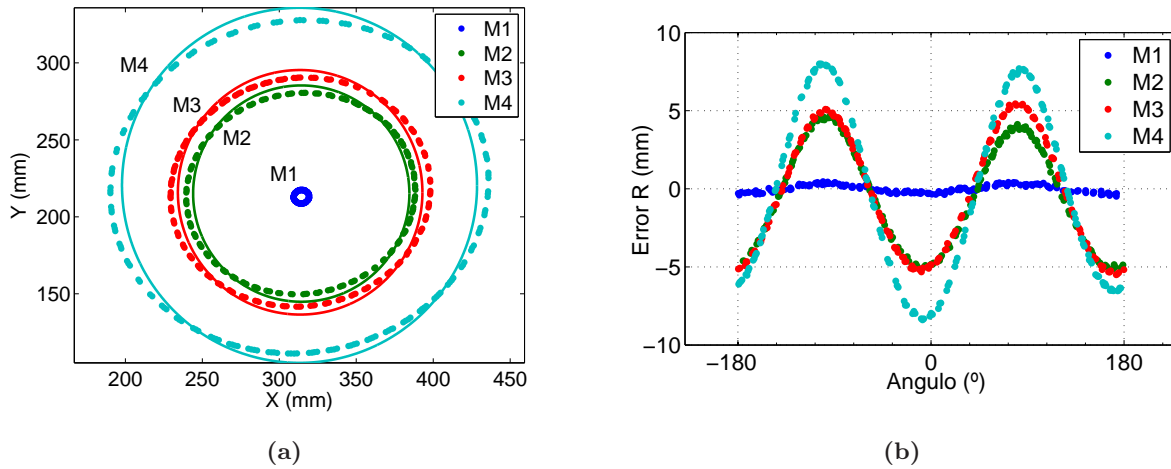 M1
M2
M3
M4
M4
M3
M2
M1
300
250
200
150
Y (mm)
200 250 300 350 400 450
X (mm)
(a)
M1
M2
M3
M4
10
5
0
−5
−10
Error R (mm)
−180 0 180
Angulo (º)
(b)